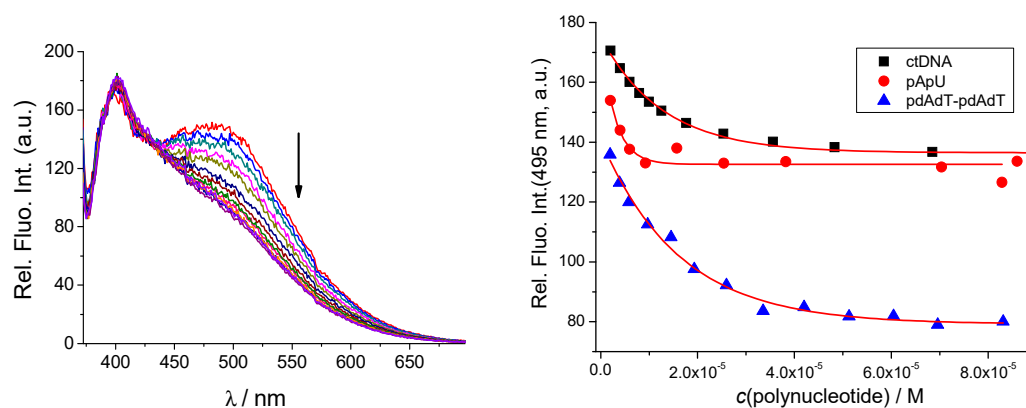 Rel. Fluo. Int. (a.u.)
200
160
120
80
40
0
400 450 500 550 600 650
λ / nm
Rel. Fluo. Int.(495 nm, a.u.)
180
160
140
120
100
80
ctDNA
pApU
pdAdT-pdAdT
0.0 2.0x10-5 4.0x10-5 6.0x10-5 8.0x10-5
c(polynucleotide) / M